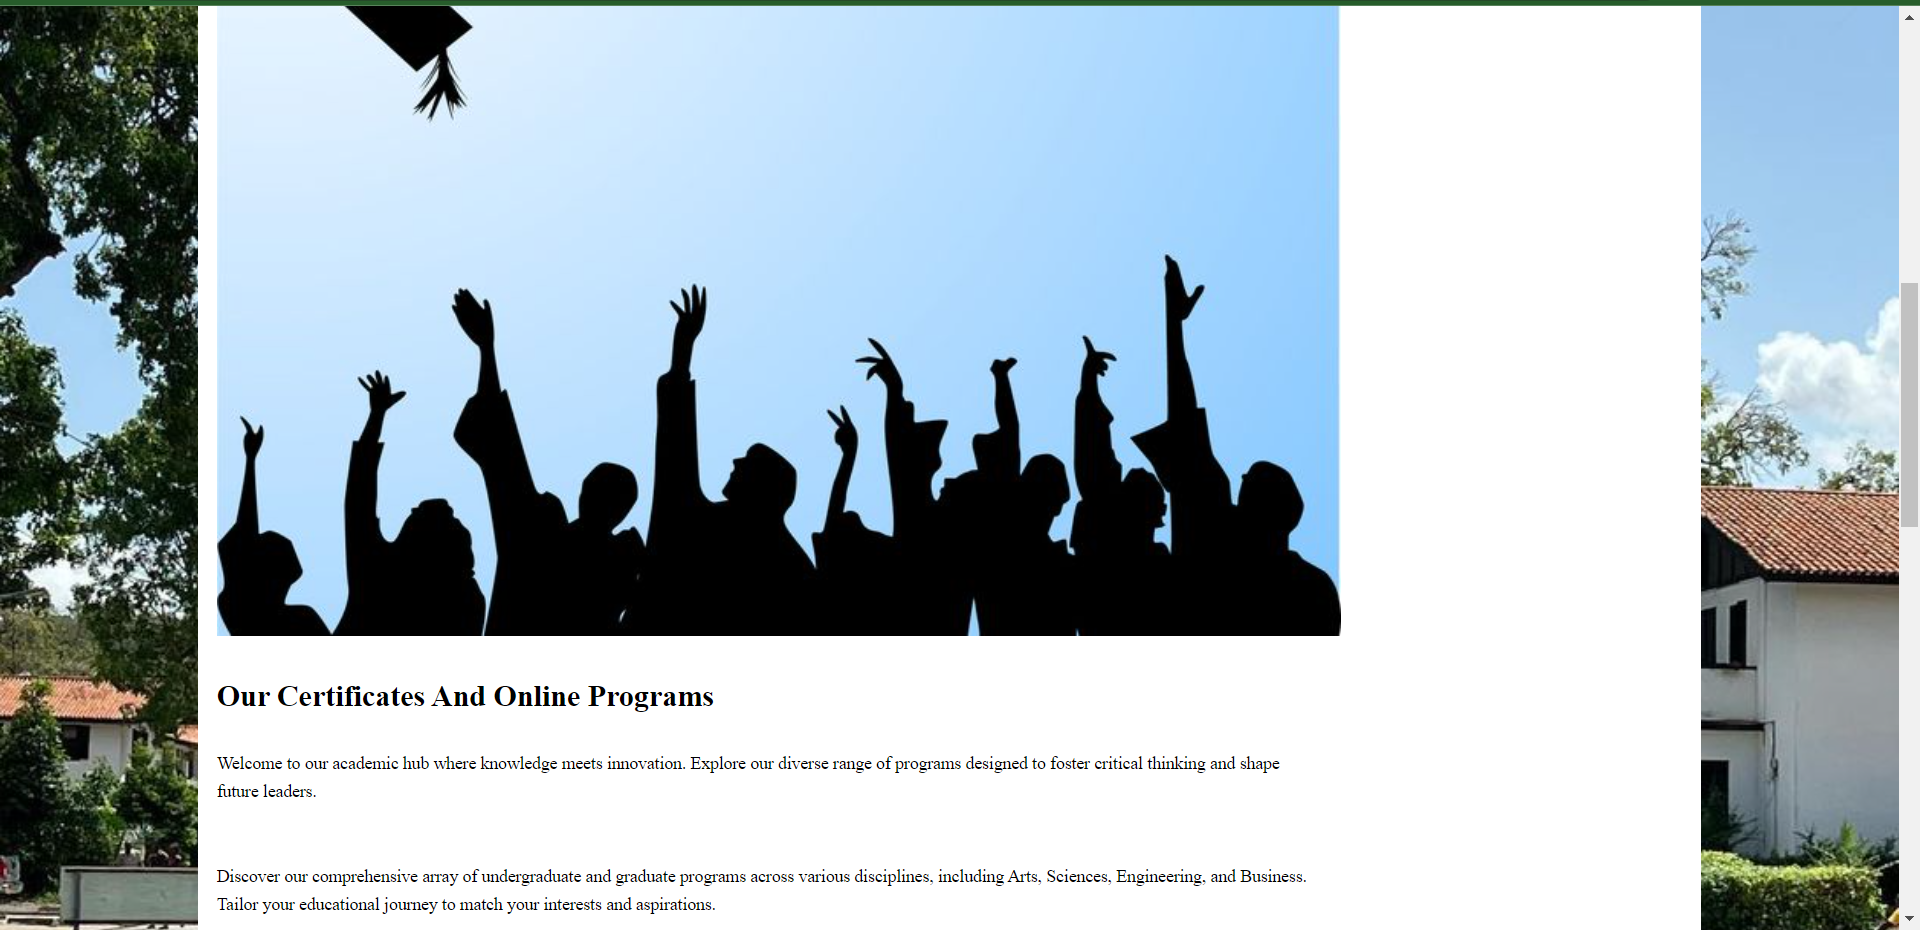 Our Certificates And Online Programs
Welcome to our academic hub where knowledge meets innovation. Explore our diverse range of programs designed to foster critical thinking and shape
future leaders.
Discover our comprehensive array of undergraduate and graduate programs across various disciplines, including Arts, Sciences, Engineering, and Business.
Tailor your educational journey to match your interests and aspirations.